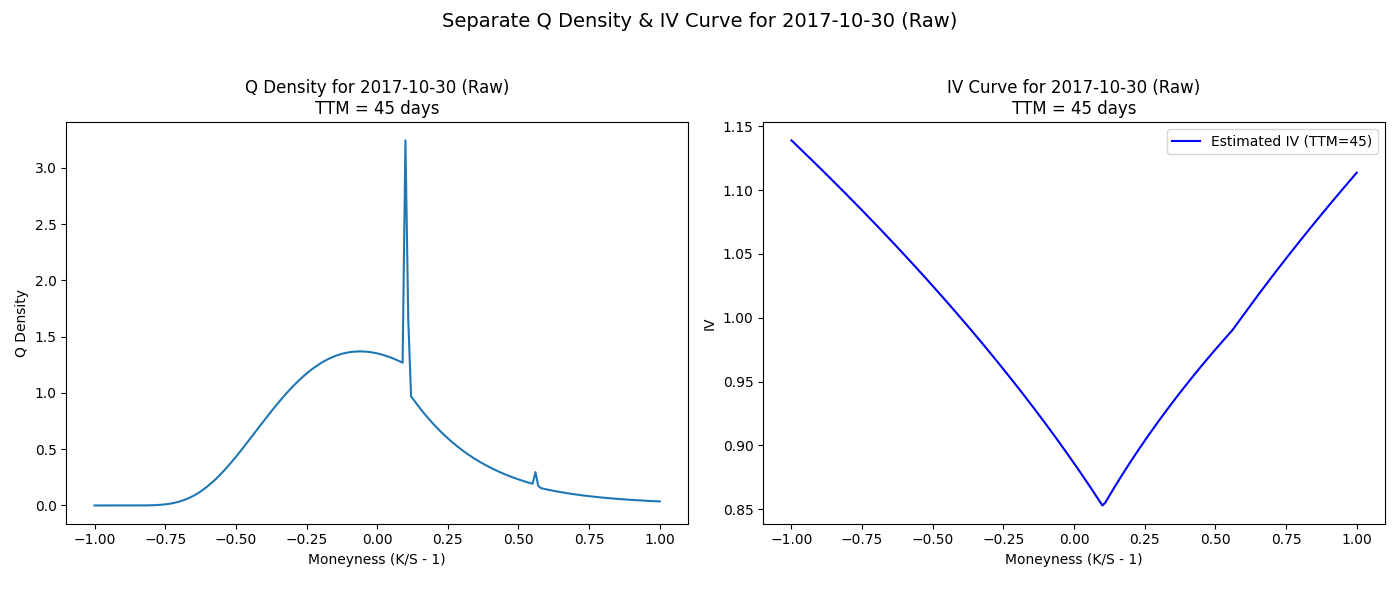 Separate Q Density & IV Curve for 2017-10-30 (Raw)
Q Density for 2017-10-30 (Raw)
TTM = 45 days
3.0
2.5
2.0
1.5
1.0
0.5
0.0
Q Density
−1.00 −0.75 −0.50 −0.25 0.00 0.25 0.50 0.75 1.00
Moneyness (K/S - 1)
IV Curve for 2017-10-30 (Raw)
TTM = 45 days
Estimated IV (TTM=45)
1.15
1.10
1.05
1.00
0.95
0.90
0.85
IV
−1.00 −0.75 −0.50 −0.25 0.00 0.25 0.50 0.75 1.00
Moneyness (K/S - 1)